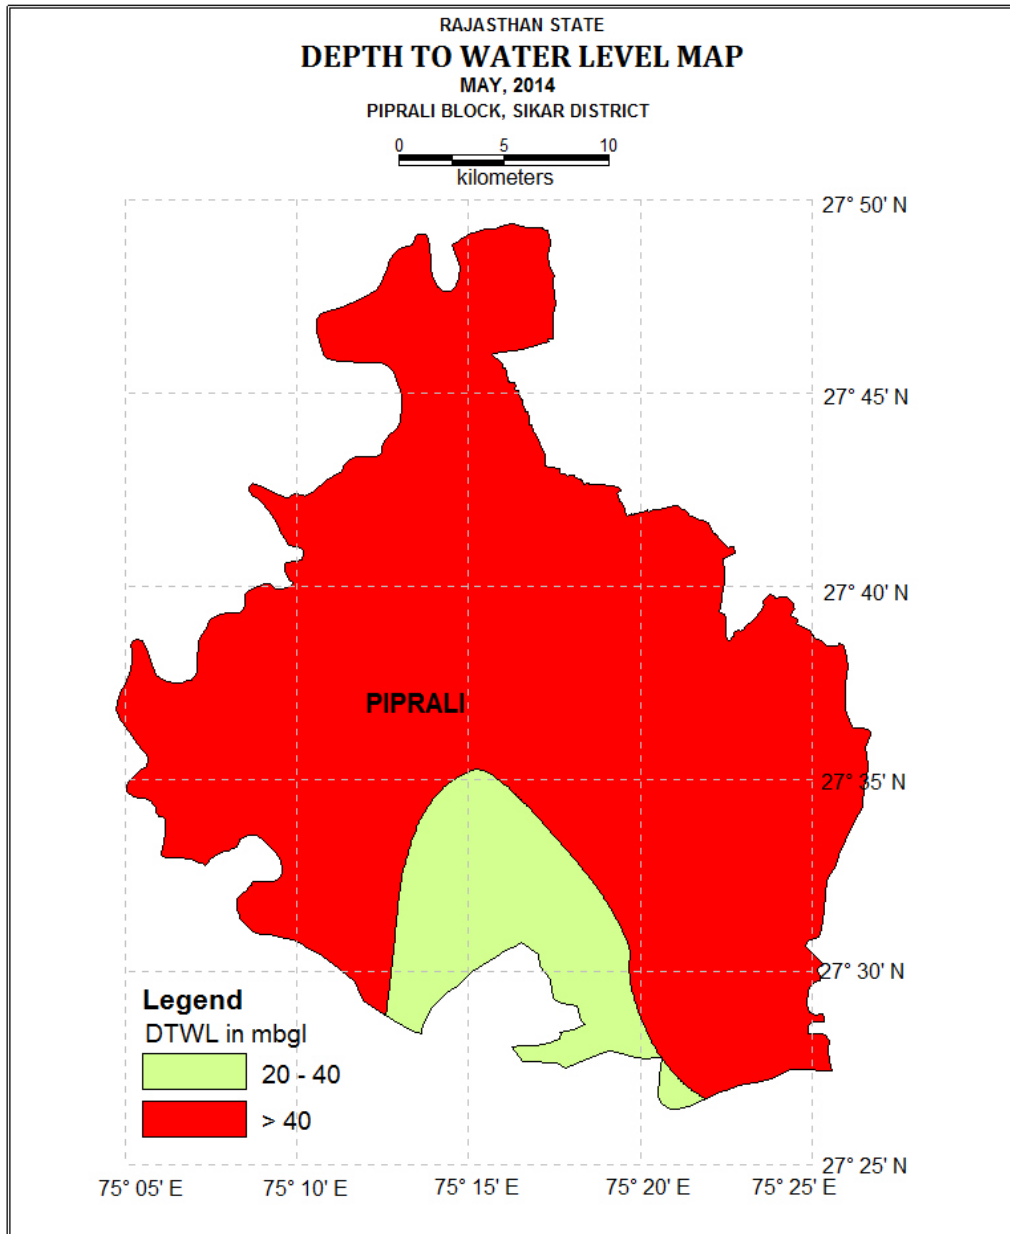 RAJASTHAN STATE
DEPTH TO WATER LEVEL MAP
MAY, 2014
PIPRALI BLOCK, SIKAR DISTRICT
0 5 10
kilometers
27° 50' N
27° 45' N
27° 40' N
PIPRALI
27° 35' N
27° 30' N
Legend
DTWL in mbgl
20 - 40
> 40
27° 25' N
75° 05' E 75° 10' E 75° 15' E 75° 20' E 75° 25' E